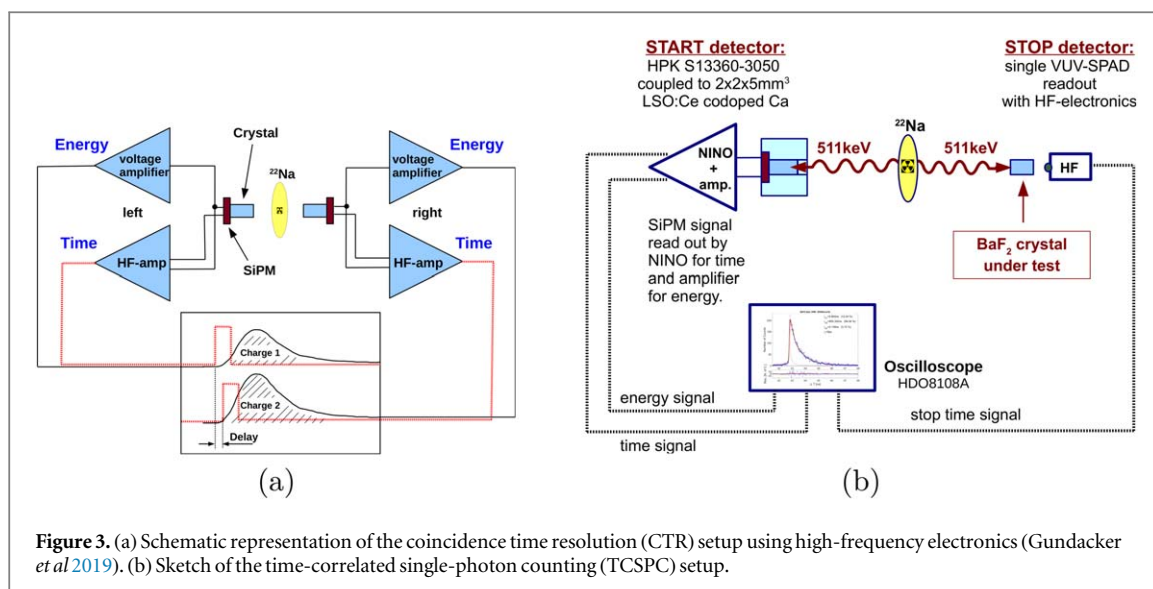 Energy
voltage
amplifier
Crystal
²²Na
voltage
amplifier
Energy
left
right
Time
HF-amp
SiPM
HF-amp
Time
Charge 1
Charge 2
Delay
(a)
START detector:
HPK S13360-3050
coupled to 2x2x5mm³
LSO:Ce codoped Ca
STOP detector:
single VUV-SPAD
readout
with HF-electronics
²²Na
NINO
+
amp.
511keV
511keV
HF
SiPM signal
read out by
NINO for time
and amplifier
for energy.
BaF₂ crystal
under test
Oscilloscope
HDO8108A
energy signal
stop time signal
time signal
(b)
Figure 3. (a) Schematic representation of the coincidence time resolution (CTR) setup using high-frequency electronics (Gundacker
et al 2019). (b) Sketch of the time-correlated single-photon counting (TCSPC) setup.